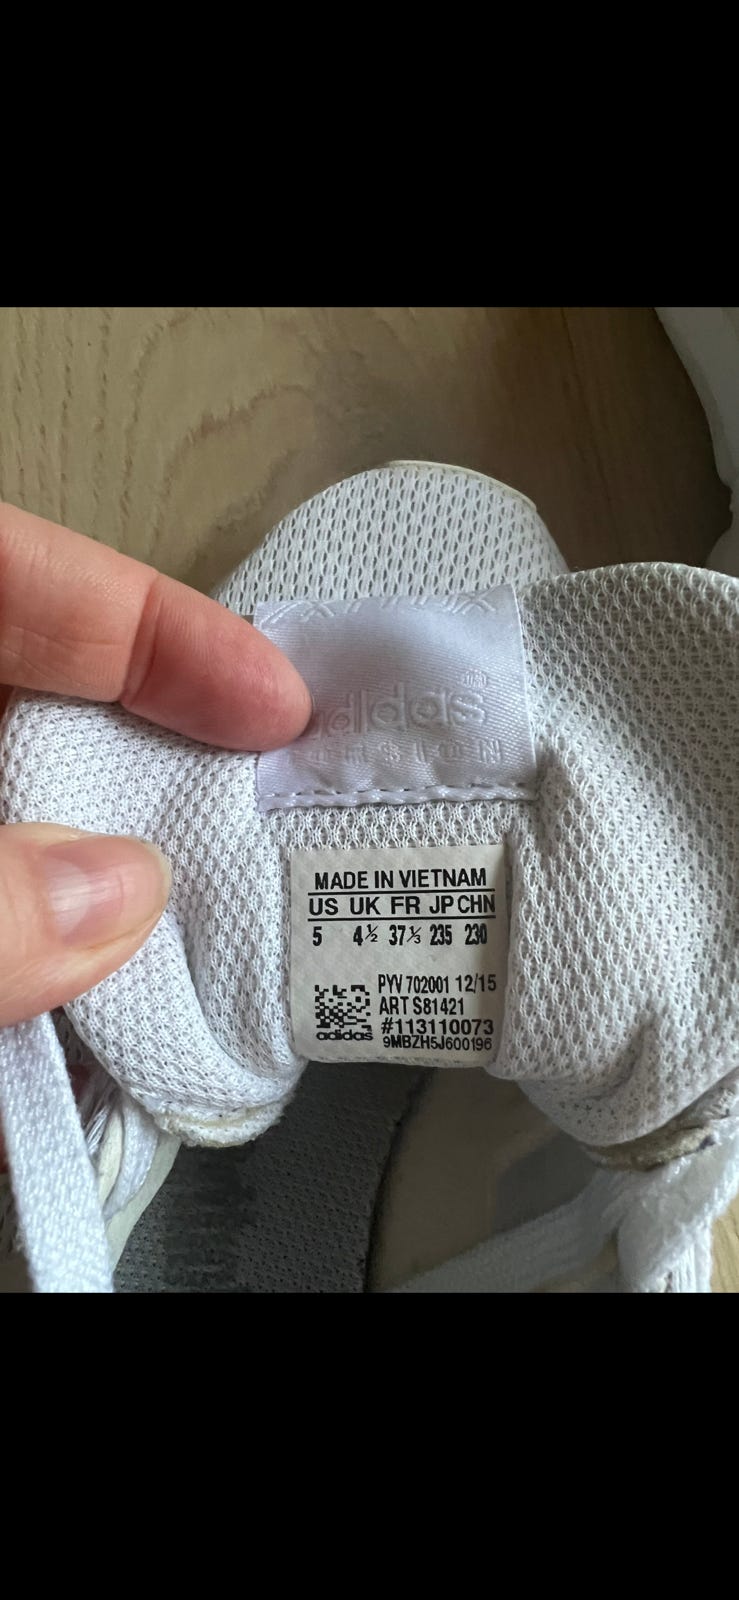 adidas
MADE IN VIETNAM
US UK FR JP CHN
5 4½ 37⅓ 235 230
PYV 702001 12/15
ART S81421
#113110073
adidas
9MBZH5J600196